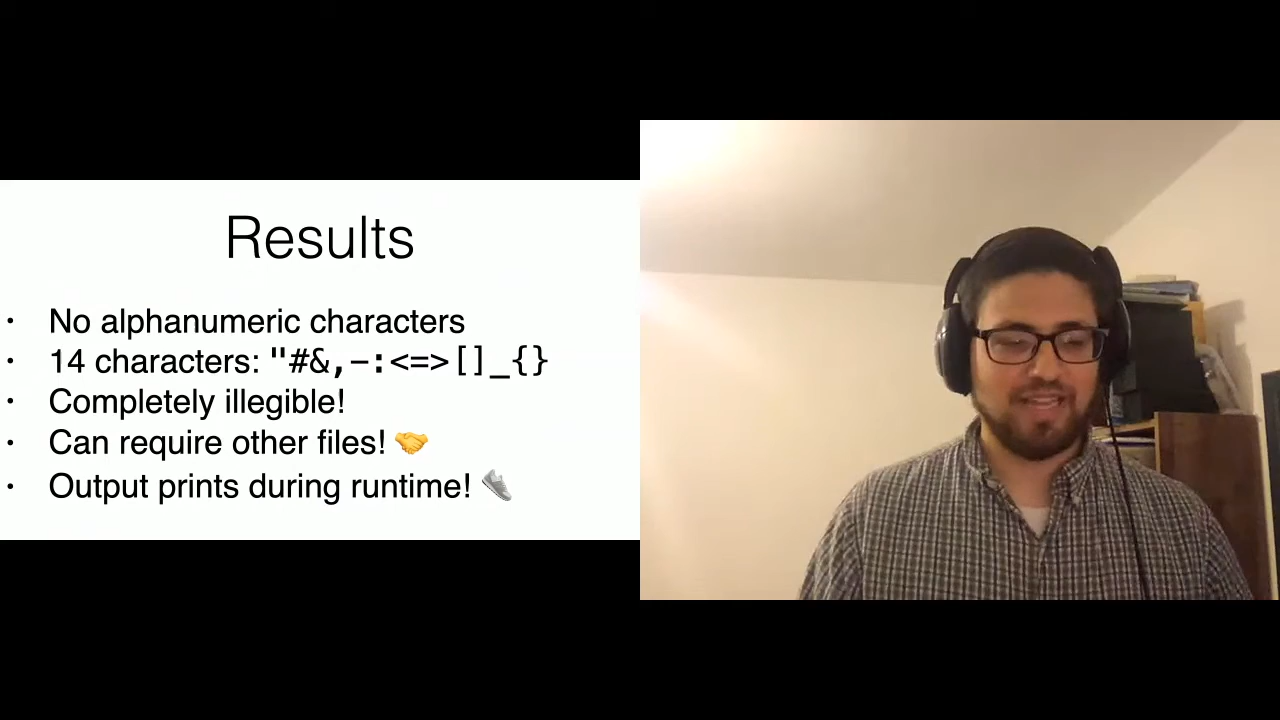 Results
• No alphanumeric characters
• 14 characters: "#&,-:<=>[]_{}
• Completely illegible!
• Can require other files! 🤝
• Output prints during runtime! 👟